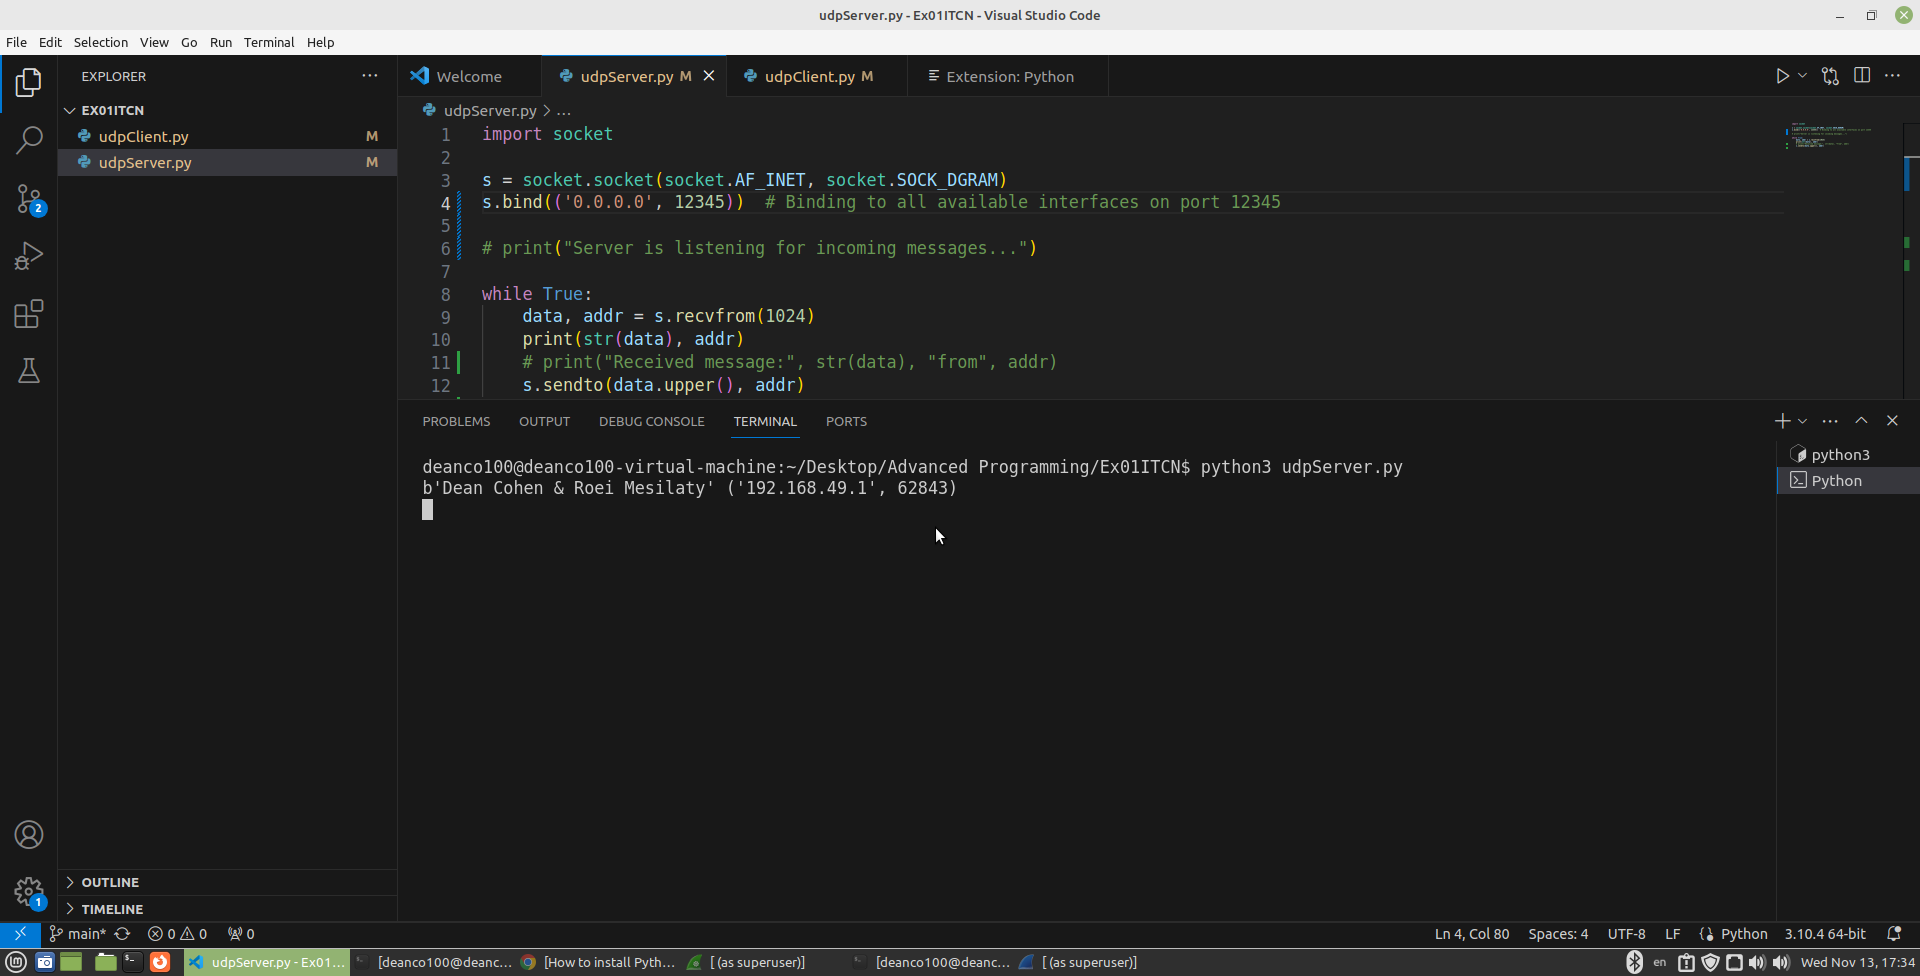 udpServer.py - Ex01ITCN - Visual Studio Code
File Edit Selection View Go Run Terminal Help
EXPLORER
Welcome
udpServer.py M
udpClient.py M
Extension: Python
EX01ITCN
udpClient.py M
udpServer.py M
udpServer.py > ...
1 import socket
2
3 s = socket.socket(socket.AF_INET, socket.SOCK_DGRAM)
4 s.bind(('0.0.0.0', 12345))  # Binding to all available interfaces on port 12345
5
6 # print("Server is listening for incoming messages...")
7
8 while True:
9     data, addr = s.recvfrom(1024)
10     print(str(data), addr)
11     # print("Received message:", str(data), "from", addr)
12     s.sendto(data.upper(), addr)
2
PROBLEMS OUTPUT DEBUG CONSOLE TERMINAL PORTS
deanco100@deanco100-virtual-machine:~/Desktop/Advanced Programming/Ex01ITCN$ python3 udpServer.py
b'Dean Cohen & Roei Mesilaty' ('192.168.49.1', 62843)
python3
Python
OUTLINE
1
TIMELINE
main* 0 0 0
Ln 4, Col 80 Spaces: 4 UTF-8 LF Python 3.10.4 64-bit
udpServer.py - Ex01... [deanco100@deanc... [How to install Pyth... [ (as superuser)] [deanco100@deanc... [ (as superuser)] en Wed Nov 13, 17:34